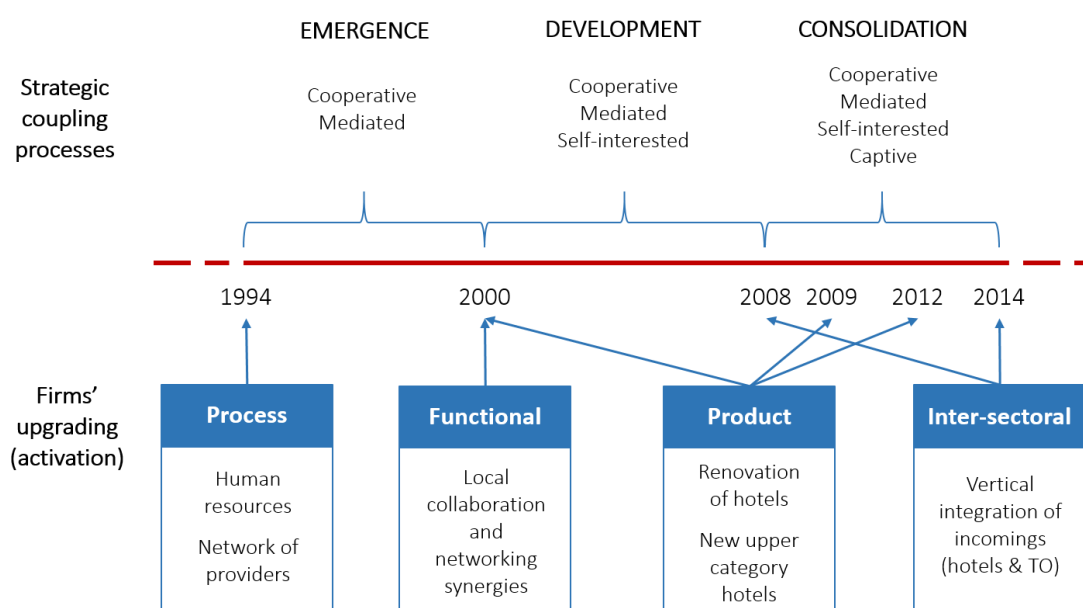 EMERGENCE
DEVELOPMENT
CONSOLIDATION
Strategic
coupling
processes
Cooperative
Mediated
Cooperative
Mediated
Self-interested
Cooperative
Mediated
Self-interested
Captive
1994
2000
2008
2009
2012
2014
Firms’
upgrading
(activation)
Process
Human
resources
Network of
providers
Functional
Local
collaboration
and
networking
synergies
Product
Renovation
of hotels
New upper
category
hotels
Inter-sectoral
Vertical
integration of
incomings
(hotels & TO)